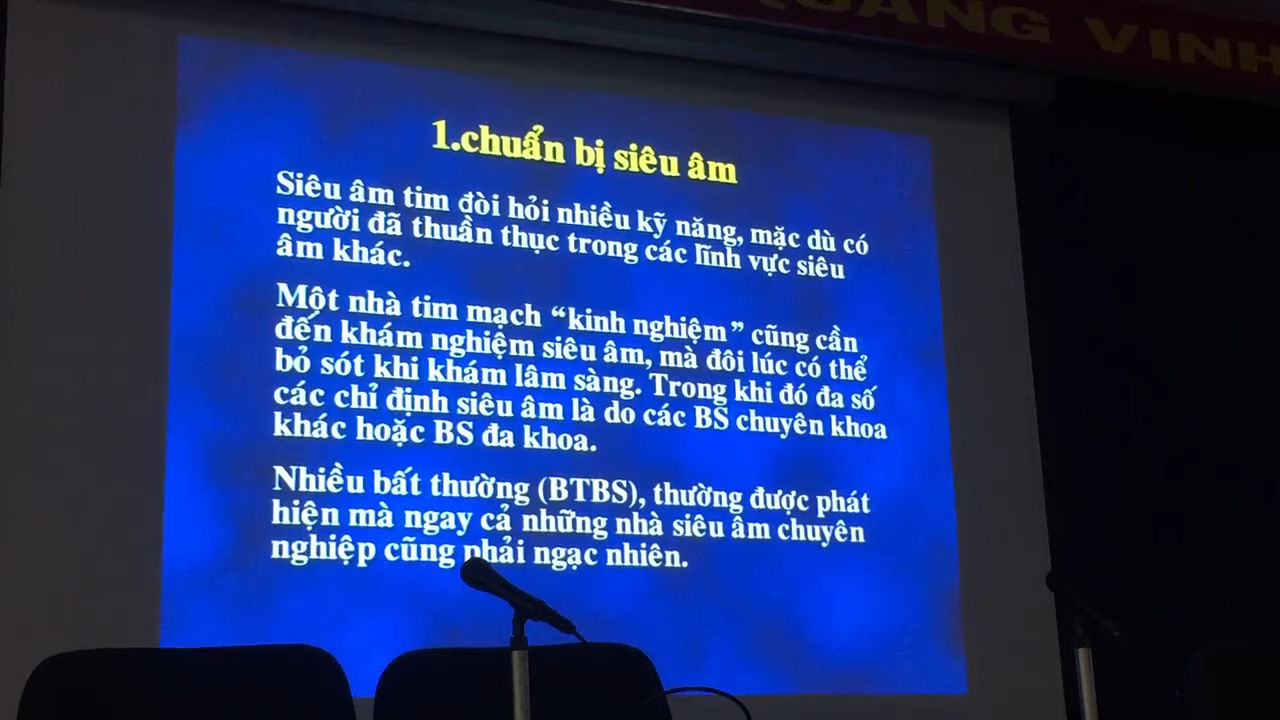 QUANG VINH
1.chuẩn bị siêu âm
Siêu âm tim đòi hỏi nhiều kỹ năng, mặc dù có
người đã thuần thục trong các lĩnh vực siêu
âm khác.
Một nhà tim mạch “kinh nghiệm” cũng cần
đến khám nghiệm siêu âm, mà đôi lúc có thể
bỏ sót khi khám lâm sàng. Trong khi đó đa số
các chỉ định siêu âm là do các BS chuyên khoa
khác hoặc BS đa khoa.
Nhiều bất thường (BTBS), thường được phát
hiện mà ngay cả những nhà siêu âm chuyên
nghiệp cũng phải ngạc nhiên.